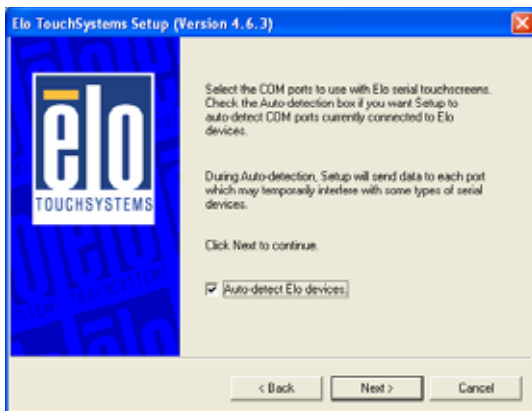 Elo TouchSystems Setup (Version 4.6.3)
Select the COM ports to use with Elo serial touchscreens.
Check the Auto-detection box if you want Setup to
auto-detect COM ports currently connected to Elo
devices.
During Auto-detection, Setup will send data to each port
which may temporarily interfere with some types of serial
devices.
Click Next to continue.
Auto-detect Elo devices.
ēlo
TOUCHSYSTEMS
< Back
Next >
Cancel